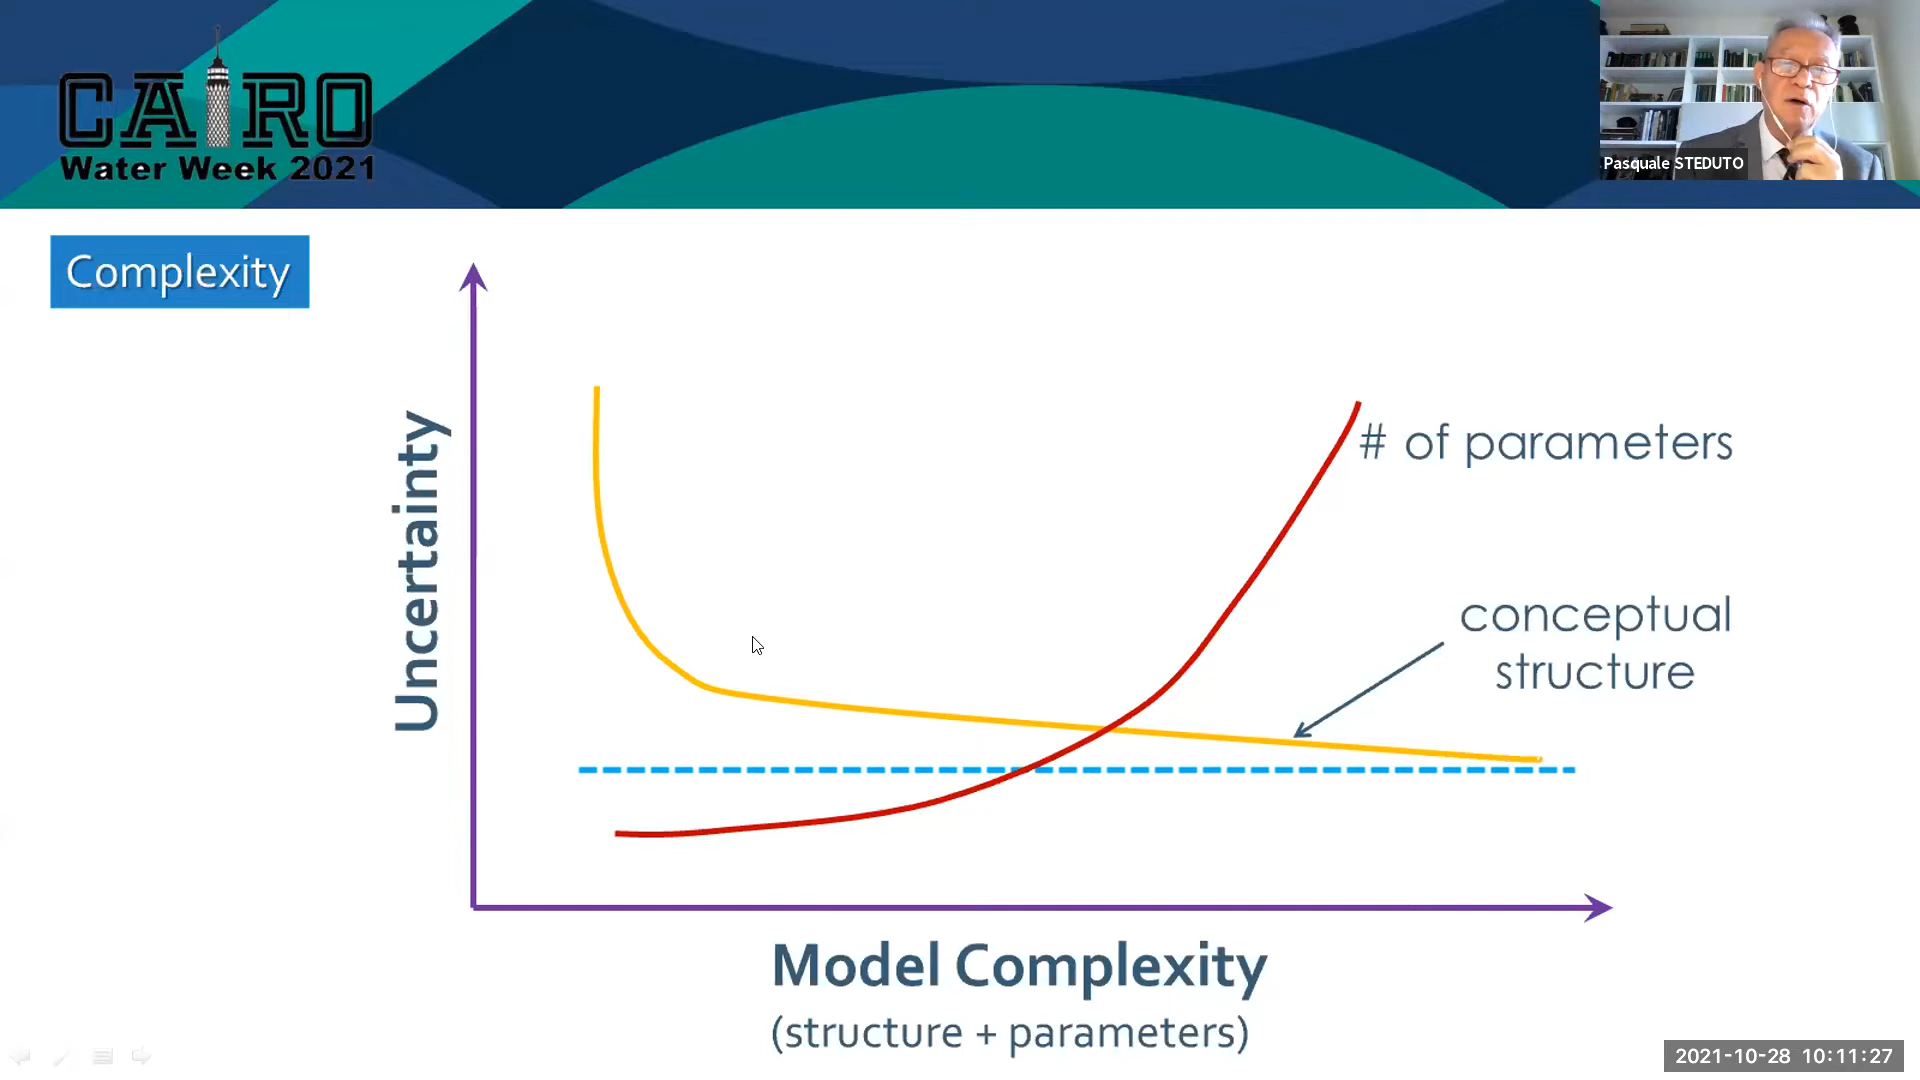 CAIRO
Water Week 2021
Pasquale STEDUTO
Complexity
Uncertainty
# of parameters
conceptual
structure
Model Complexity
(structure + parameters)
2021-10-28 10:11:27